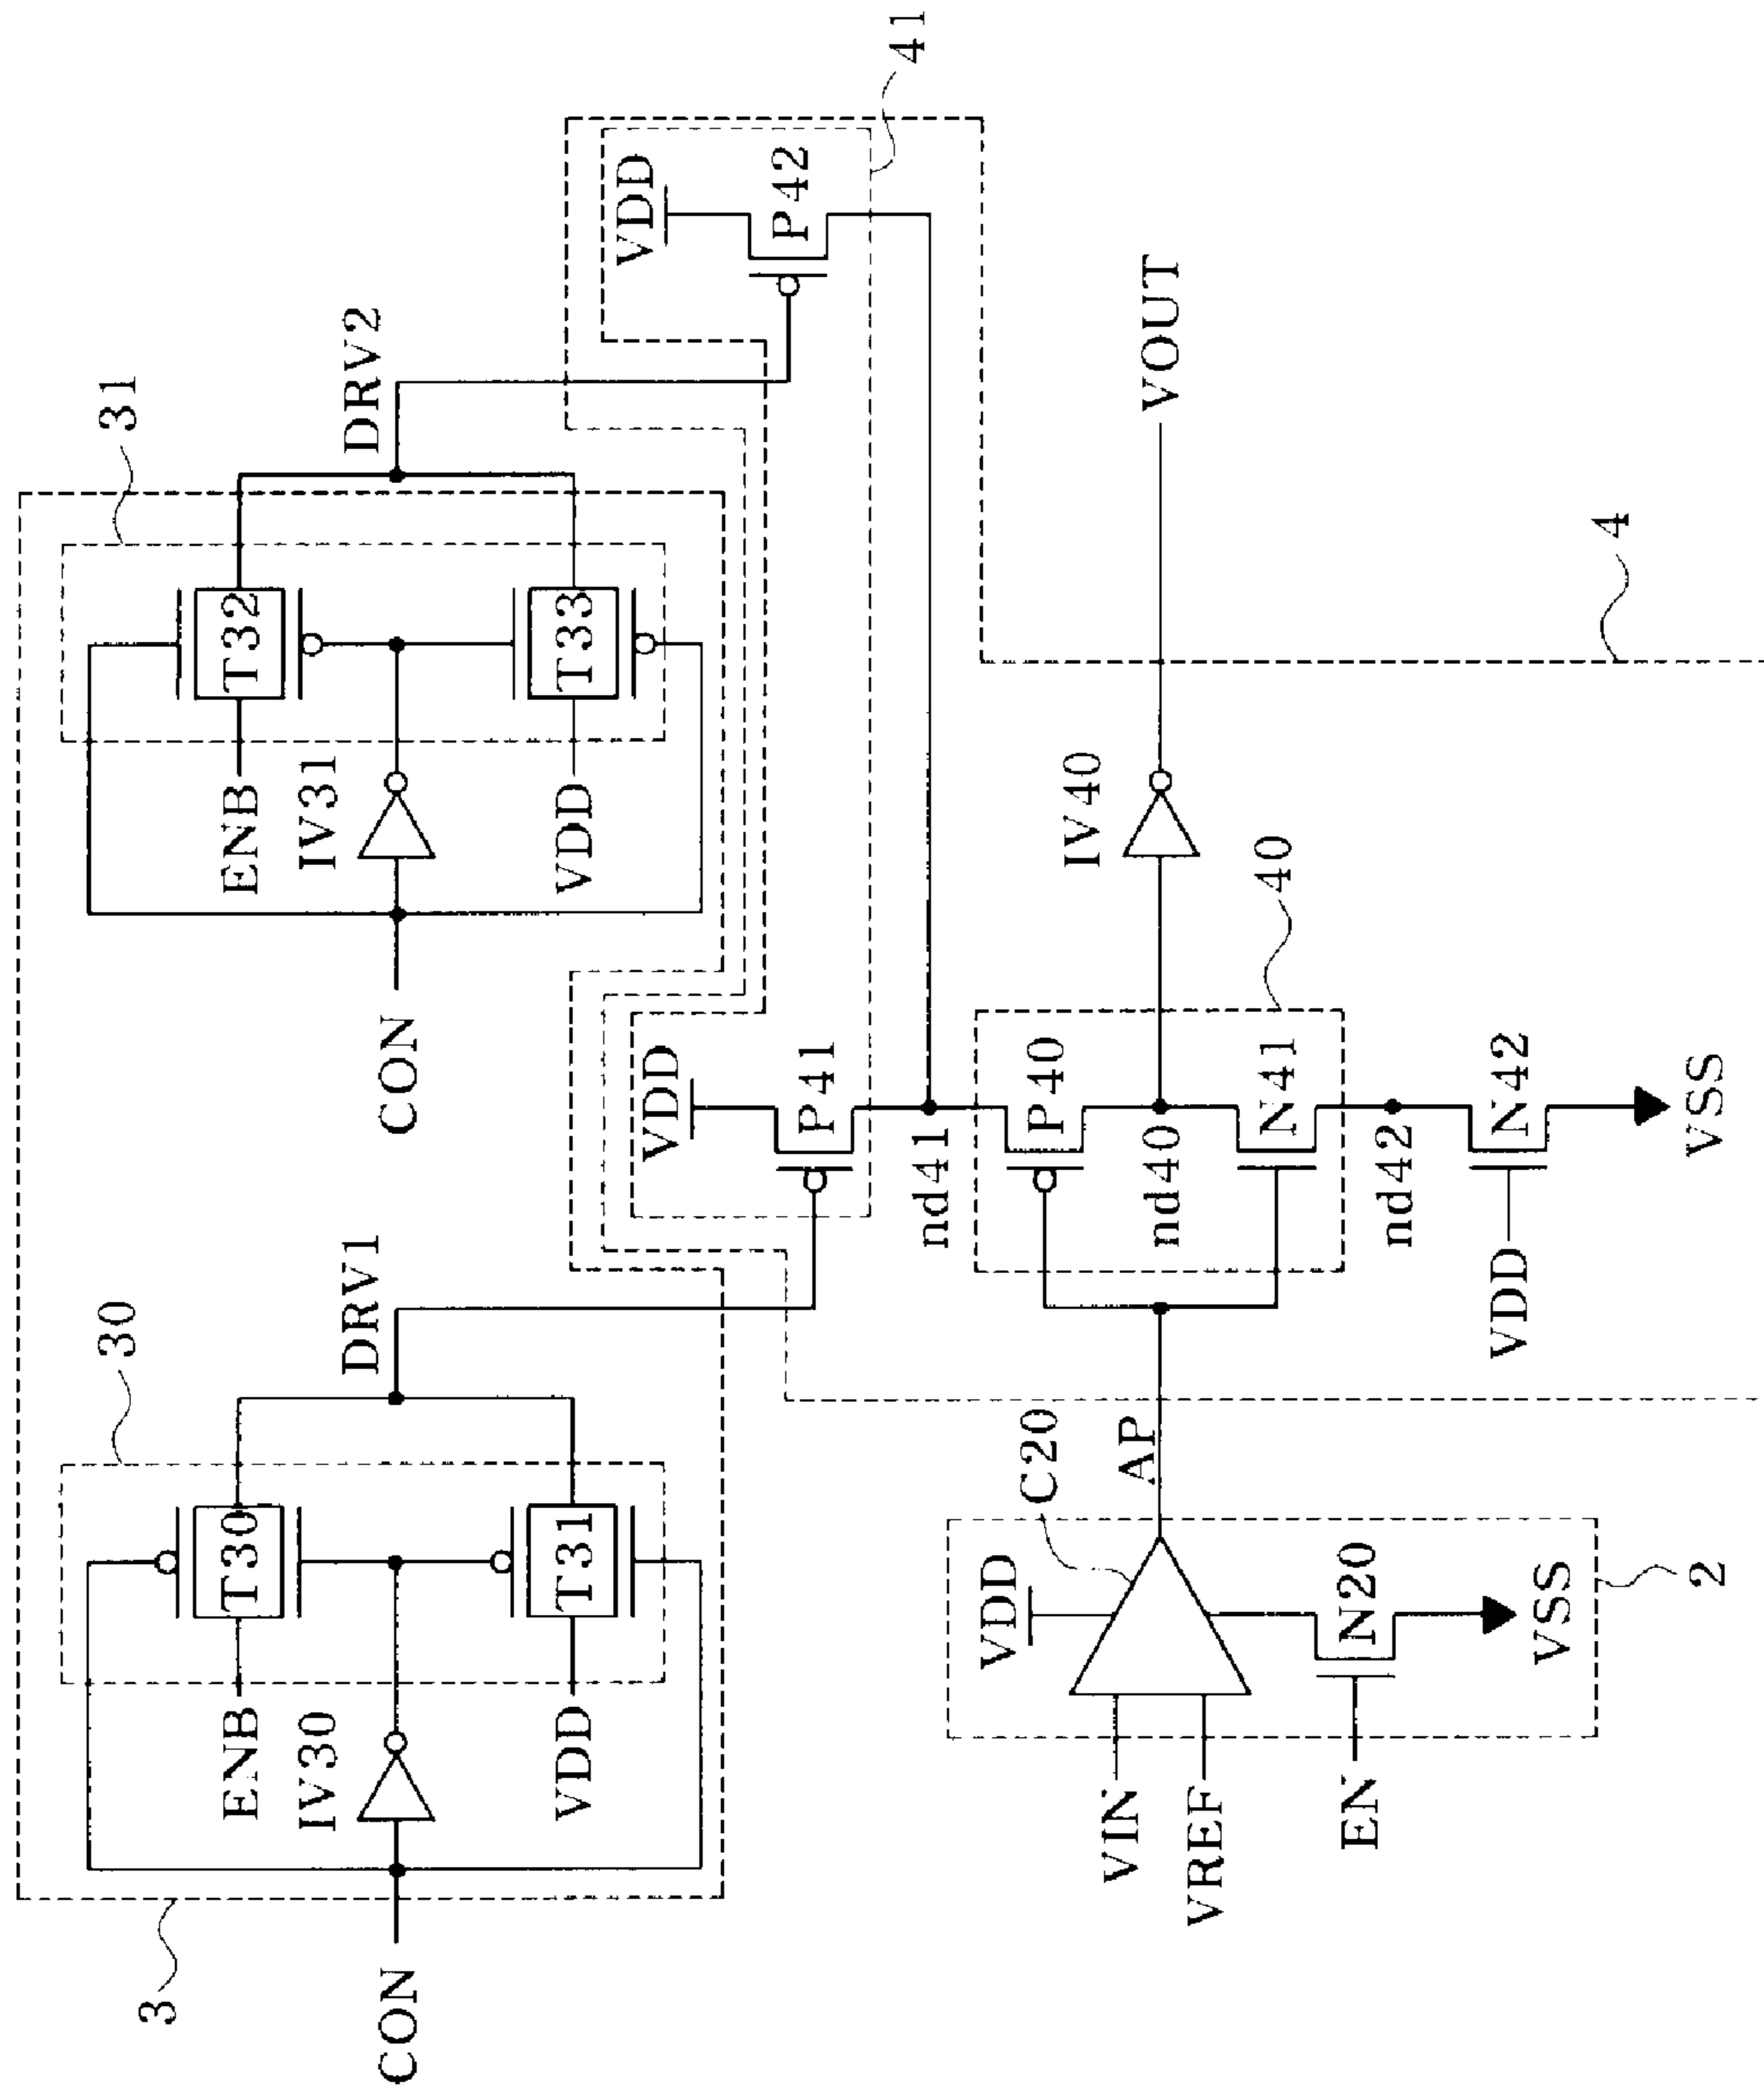 3
CON
ENB
IV30
VDD
T30
T31
30
DRV1
CON
ENB
IV31
VDD
T32
T33
31
DRV2
VDD
P41
VDD
P42
41
nd41
P40
nd40
N41
40
nd42
VDD
N42
VSS
IV40
VOUT
4
VIN
VREF
EN
VDD
C20
AP
N20
VSS
2